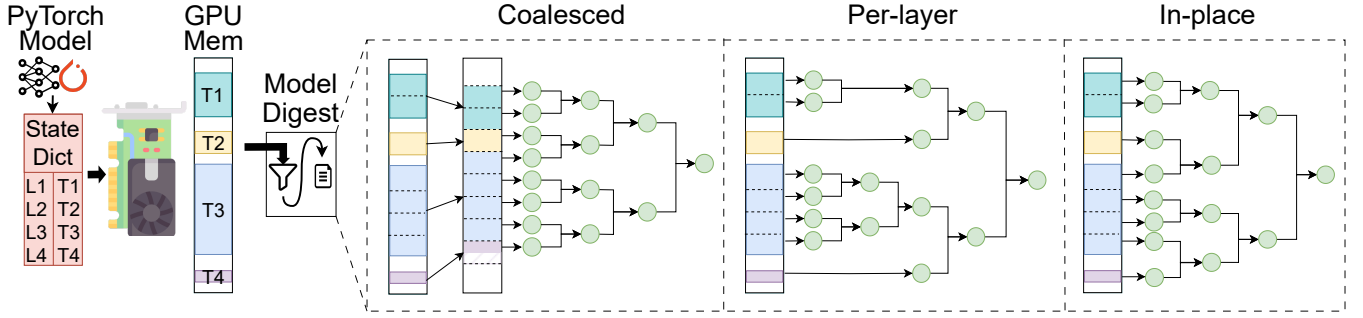 PyTorch
Model
State
Dict
L1 T1
L2 T2
L3 T3
L4 T4
GPU
Mem
T1
T2
T3
T4
Model
Digest
Coalesced
Per-layer
In-place